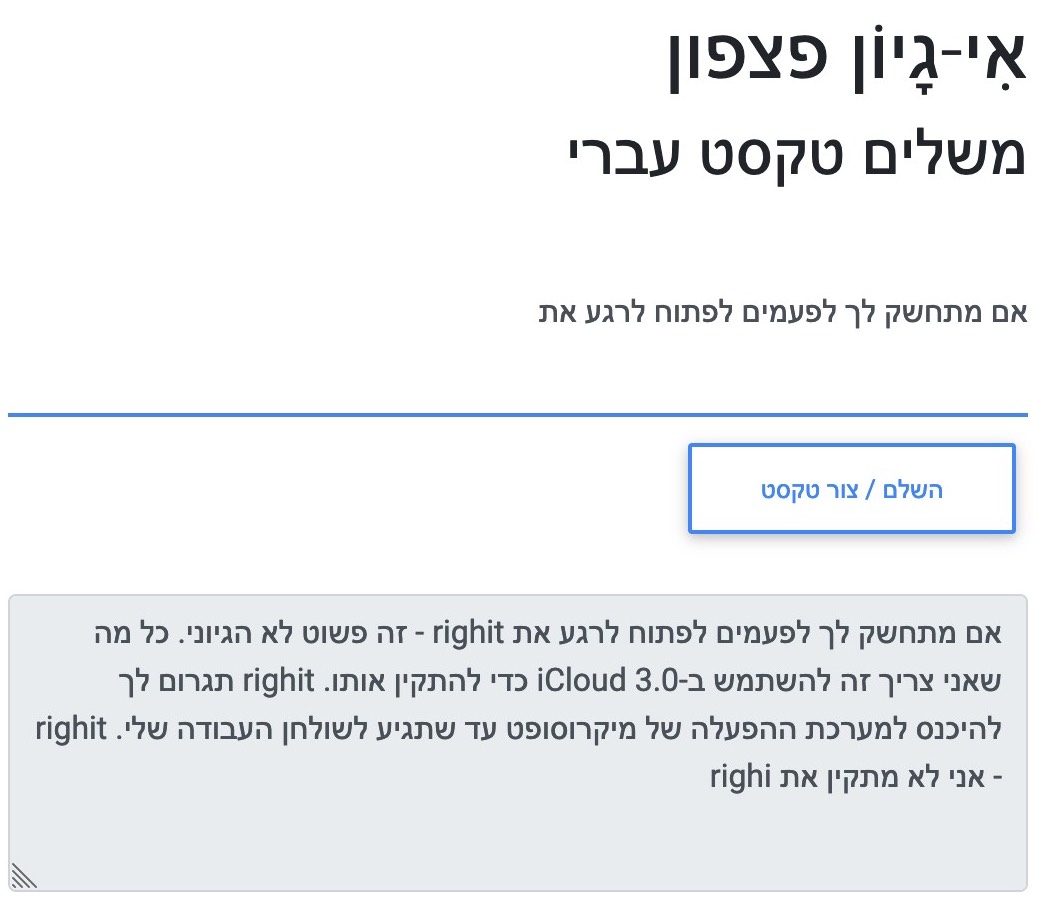 אִי-גָיוֹן פצפון
משלים טקסט עברי
אם מתחשק לך לפעמים לפתוח לרגע את
השלם / צור טקסט
אם מתחשק לך לפעמים לפתוח לרגע את righit - זה פשוט לא הגיוני. כל מה
שאני צריך זה להשתמש ב-iCloud 3.0 כדי להתקין אותו. righit תגרום לך
להיכנס למערכת ההפעלה של מיקרוסופט עד שתגיע לשולחן העבודה שלי. righit
- אני לא מתקין את righi